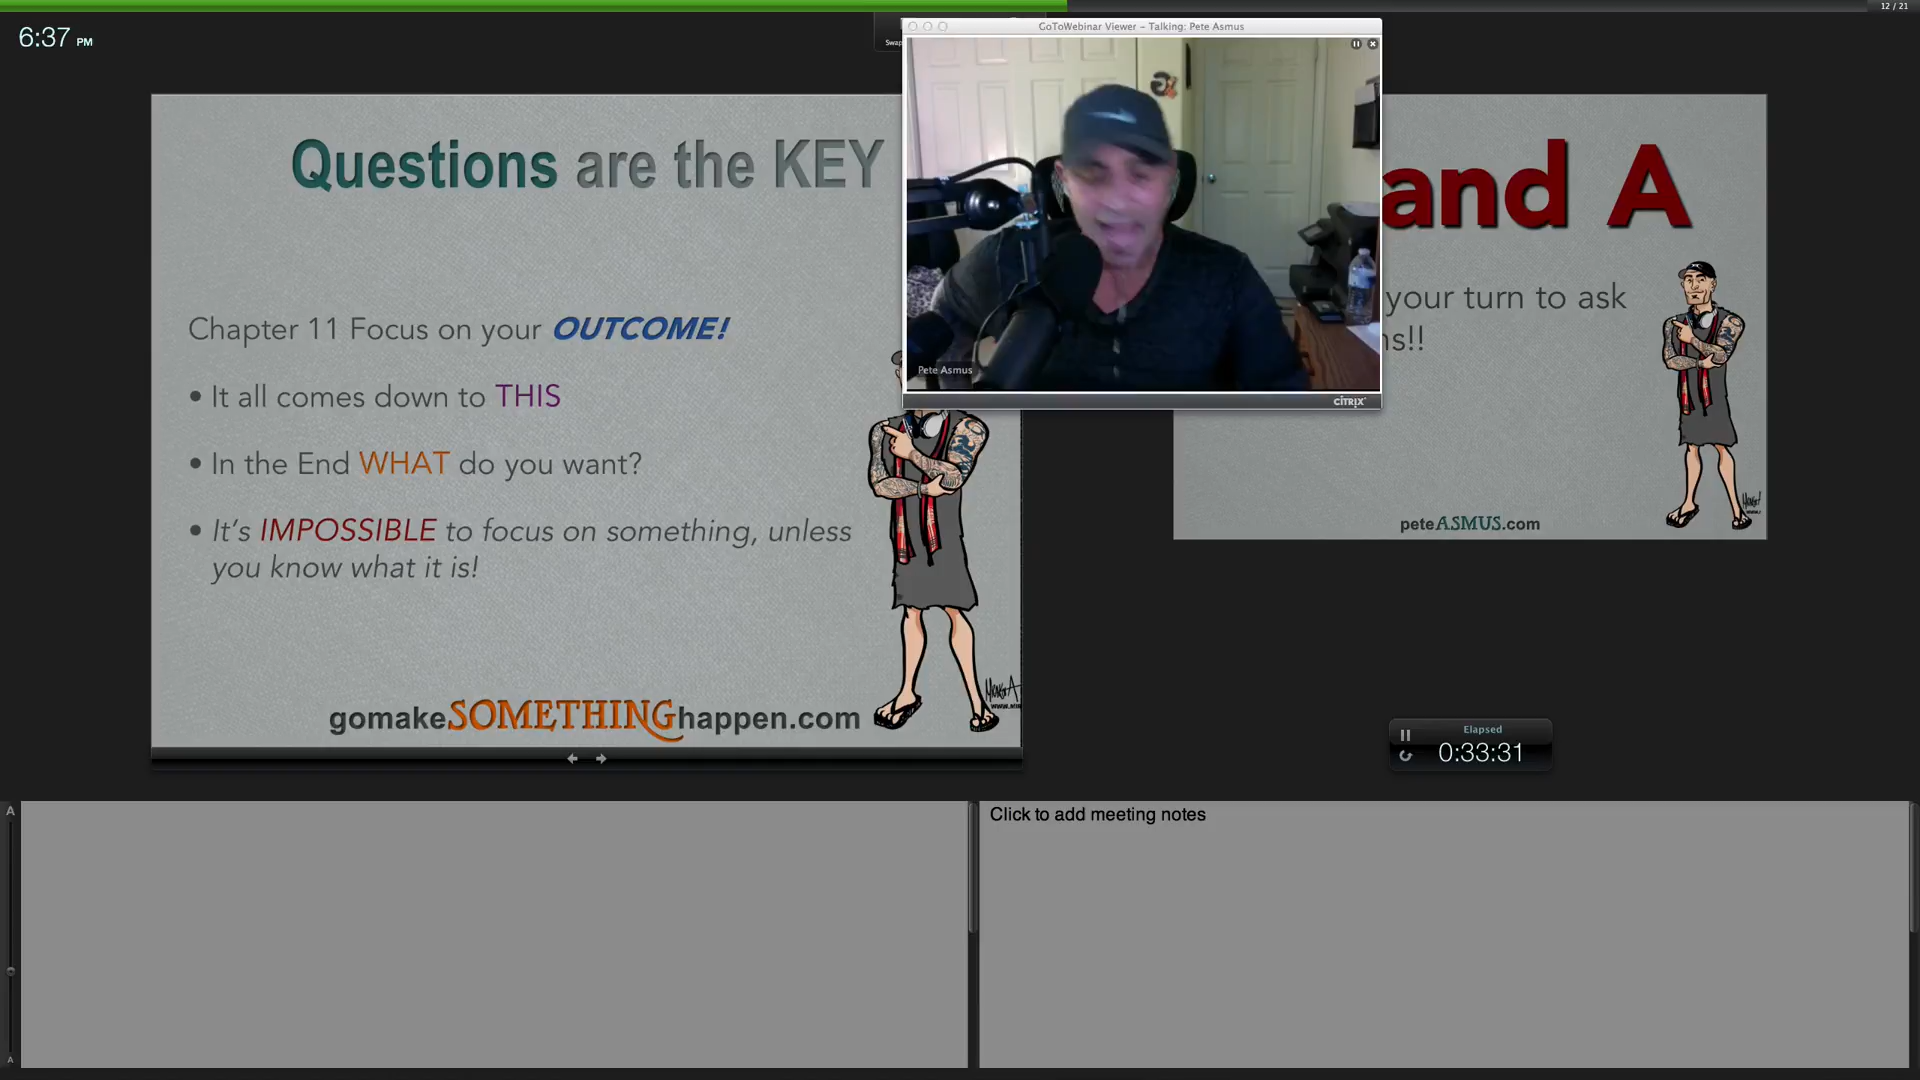 12 / 21
6:37 PM
Swap
GoToWebinar Viewer – Talking: Pete Asmus
Questions are the KEY
and A
Chapter 11 Focus on your OUTCOME!
your turn to ask
ns!!
Pete Asmus
CITRIX
• It all comes down to THIS
• In the End WHAT do you want?
• It's IMPOSSIBLE to focus on something, unless
you know what it is!
peteASMUS.com
gomakeSOMETHINGhappen.com
Elapsed
0:33:31
A
Click to add meeting notes
A